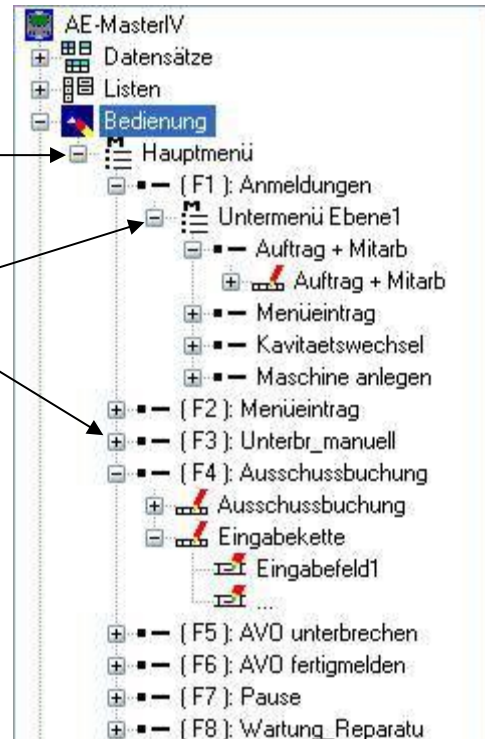 AE-MasterIV
Datensätze
Listen
Bedienung
Hauptmenü
( F1 ): Anmeldungen
Untermenü Ebene1
Auftrag + Mitarb
Auftrag + Mitarb
Menüeintrag
Kavitaetswechsel
Maschine anlegen
( F2 ): Menüeintrag
( F3 ): Unterbr_manuell
( F4 ): Ausschussbuchung
Ausschussbuchung
Eingabekette
Eingabefeld1
...
( F5 ): AVO unterbrechen
( F6 ): AVO fertigmelden
( F7 ): Pause
( F8 ): Wartung_Reparatu